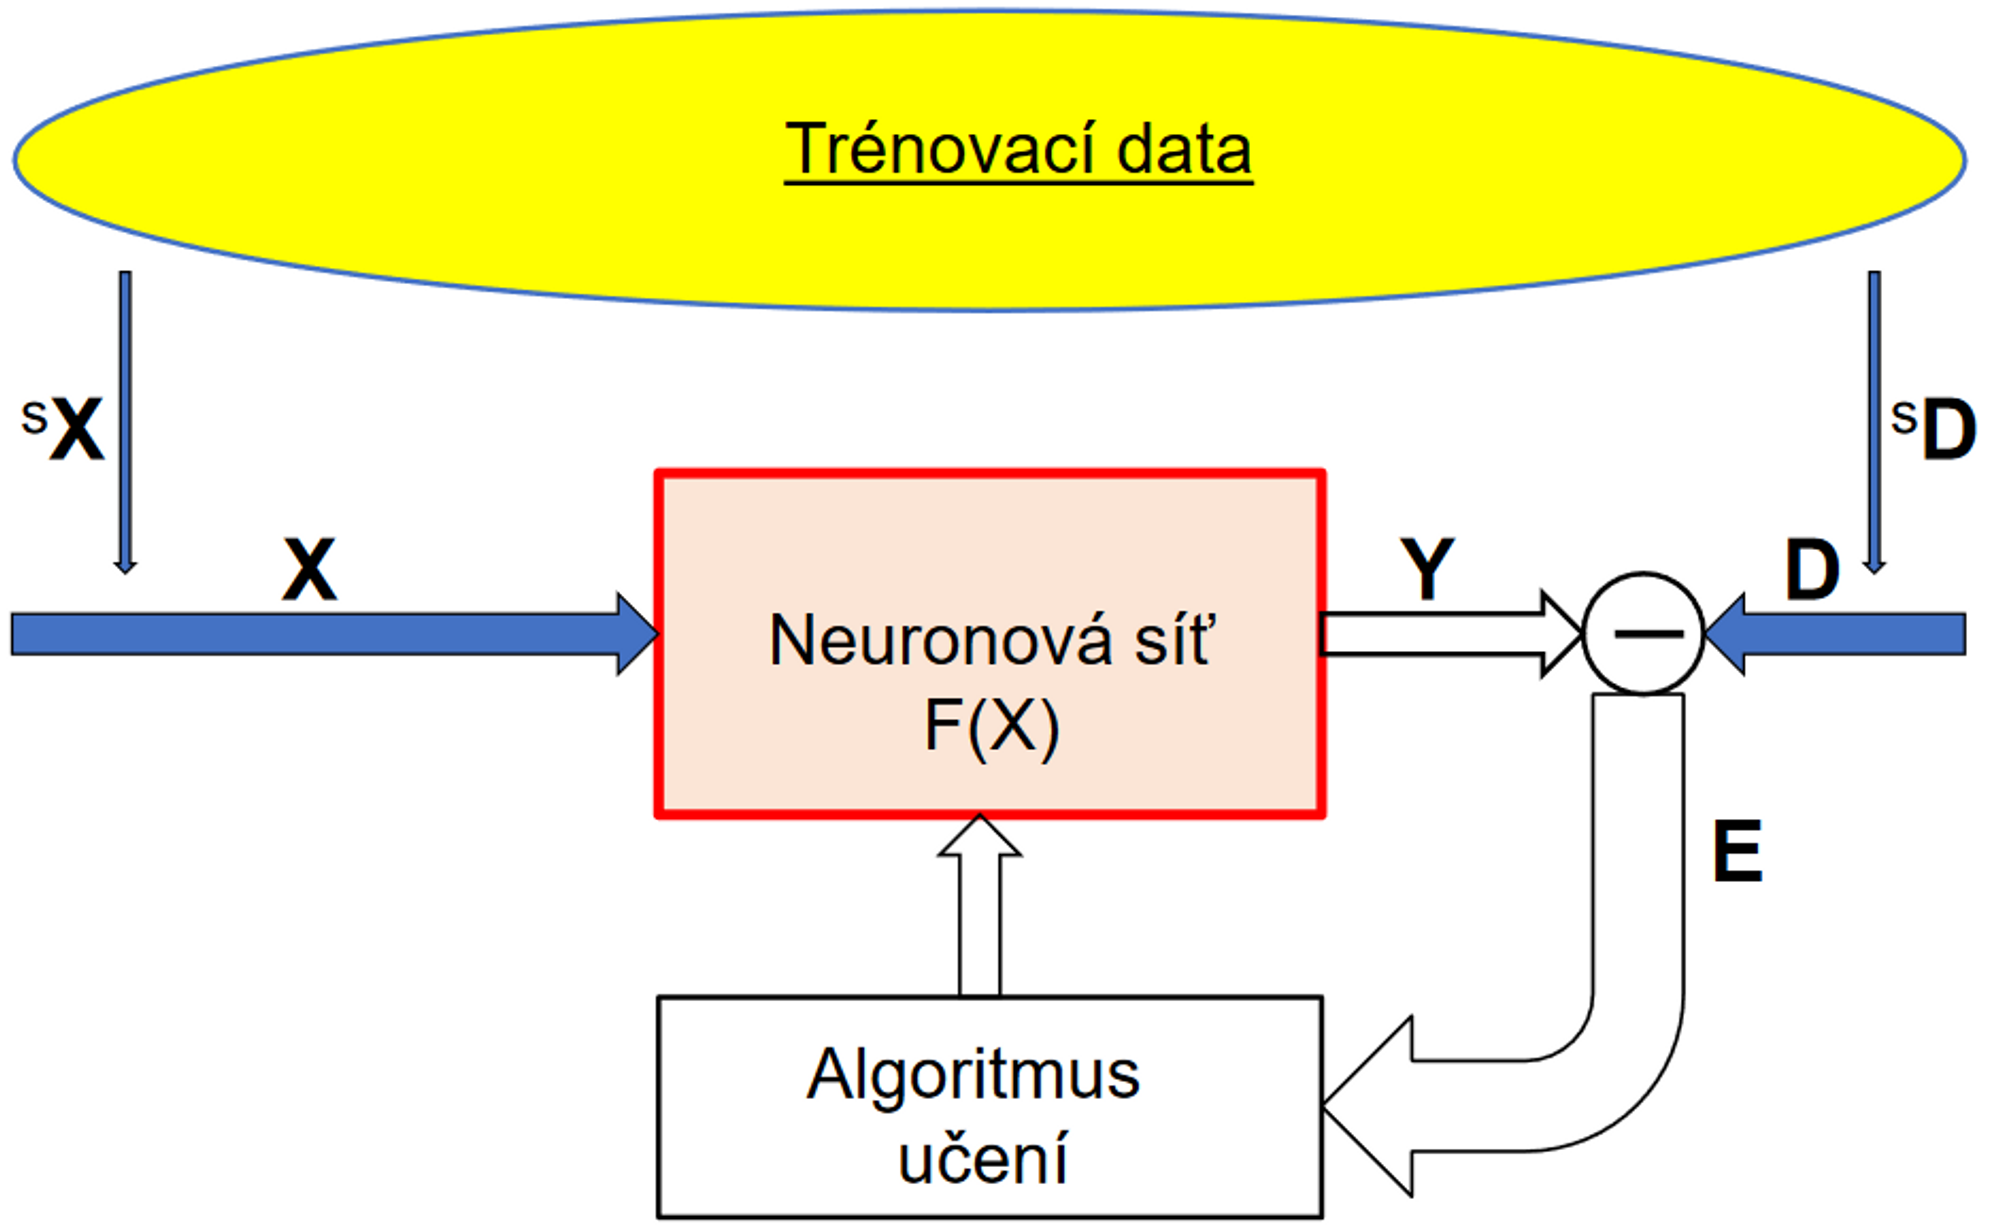 Trénovací data
ˢX
ˢD
X
Y
D
Neuronová síť
F(X)
E
Algoritmus
učení